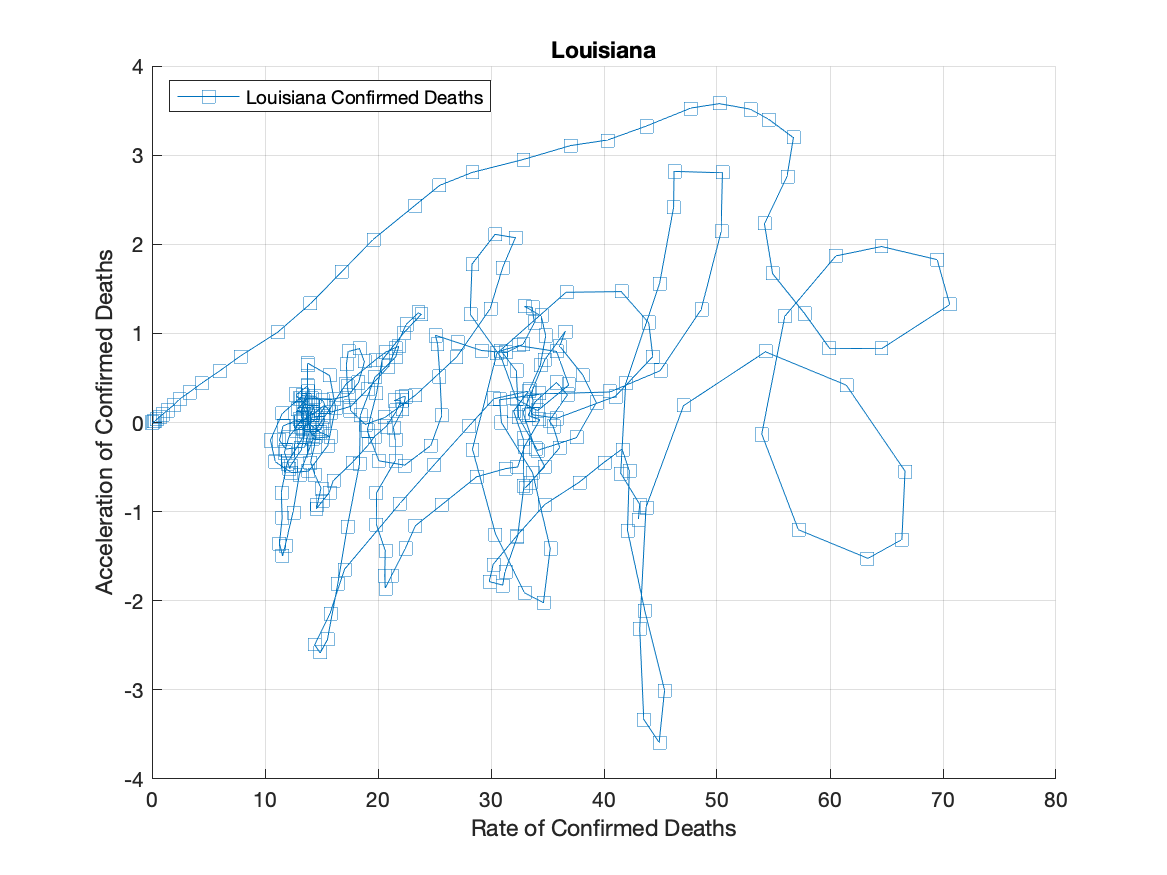 Louisiana
4
Louisiana Confirmed Deaths
3
2
1
0
-1
-2
-3
-4
Acceleration of Confirmed Deaths
0 10 20 30 40 50 60 70 80
Rate of Confirmed Deaths